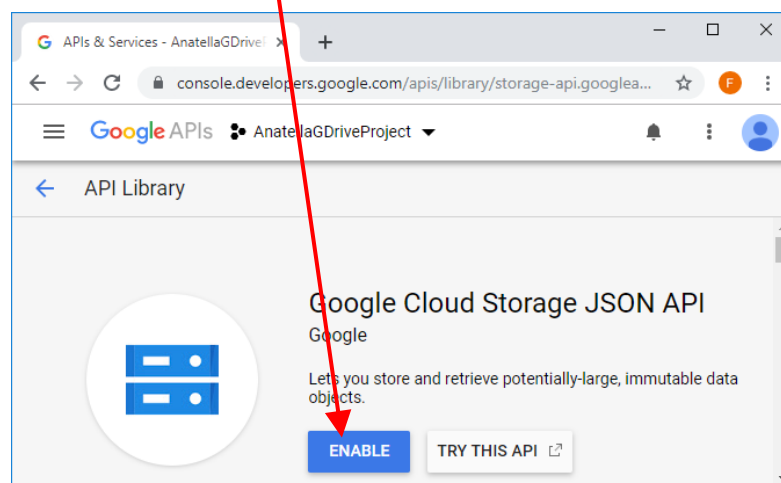 APIs & Services - AnatellaGDriveP
console.developers.google.com/apis/library/storage-api.googlea...
F
Google APIs AnatellaGDriveProject
API Library
Google Cloud Storage JSON API
Google
Lets you store and retrieve potentially-large, immutable data
objects.
ENABLE TRY THIS API